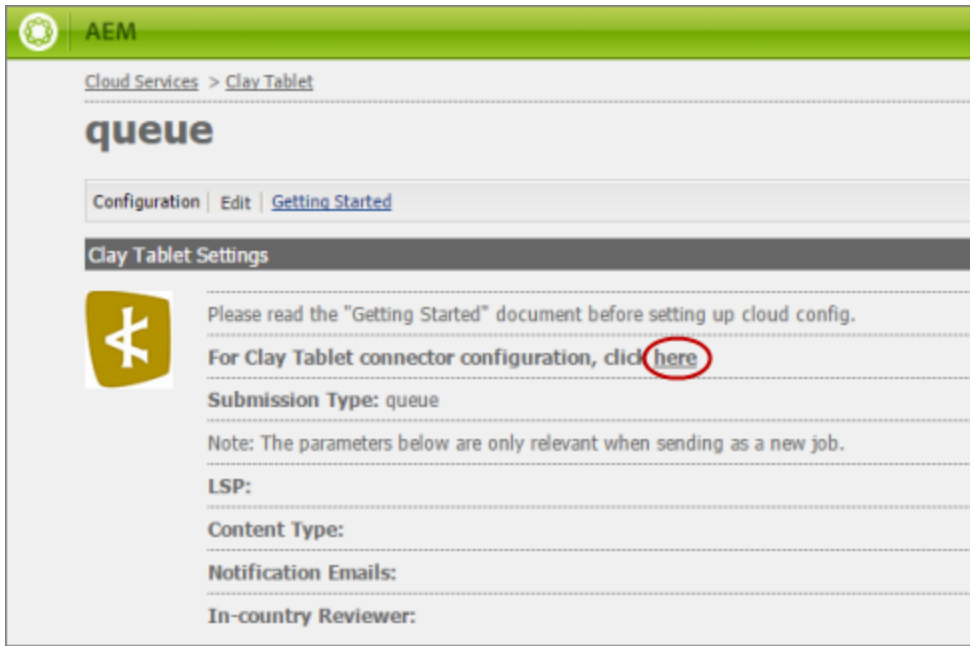 AEM
Cloud Services > Clay Tablet
queue
Configuration | Edit | Getting Started
Clay Tablet Settings
Please read the "Getting Started" document before setting up cloud config.
For Clay Tablet connector configuration, click here
Submission Type: queue
Note: The parameters below are only relevant when sending as a new job.
LSP:
Content Type:
Notification Emails:
In-country Reviewer: